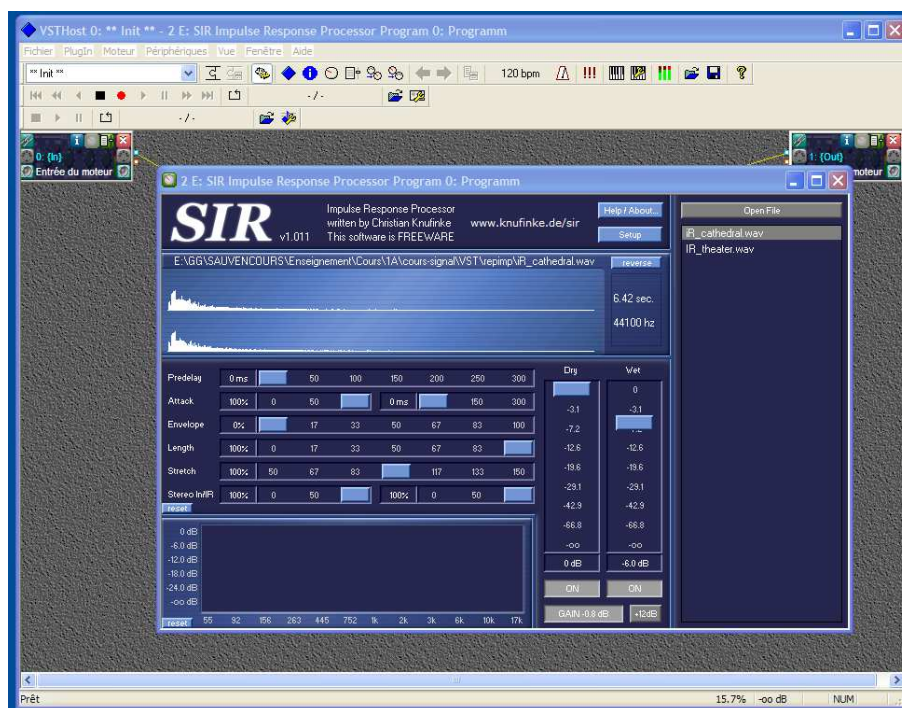 VSTHost 0: ** Init ** - 2 E: SIR Impulse Response Processor Program 0: Programm
Fichier PlugIn Moteur Périphériques Vue Fenêtre Aide
** Init ** 120 bpm
-/-
-/-
0: {In}
Entrée du moteur
1: {Out}
moteur
2 E: SIR Impulse Response Processor Program 0: Programm
SIR v1.011
Impulse Response Processor
written by Christian Knufinke
This software is FREEWARE
www.knufinke.de/sir
Help / About...
Setup
Open File
iR_cathedral.wav
IR_theater.wav
E:\GG\SAUVENCOURS\Enseignement\Cours\1A\cours-signal\VST\repimp\iR_cathedral.wav
reverse
6.42 sec.
44100 hz
Predelay 0 ms 50 100 150 200 250 300
Attack 100% 0 50 0 ms 150 300
Envelope 0% 17 33 50 67 83 100
Length 100% 0 17 33 50 67 83
Stretch 100% 50 67 83 117 133 150
Stereo In/IR 100% 0 50 100% 0 50
reset
Dry Wet
0
-3.1 -3.1
-7.2
-12.6 -12.6
-19.6 -19.6
-29.1 -29.1
-42.9 -42.9
-66.8 -66.8
-oo -oo
0 dB -6.0 dB
ON ON
GAIN -0.8 dB +12dB
0 dB
-6.0 dB
-12.0 dB
-18.0 dB
-24.0 dB
-oo dB
reset 55 92 156 263 445 752 1k 2k 3k 6k 10k 17k
Prêt 15.7% -oo dB NUM